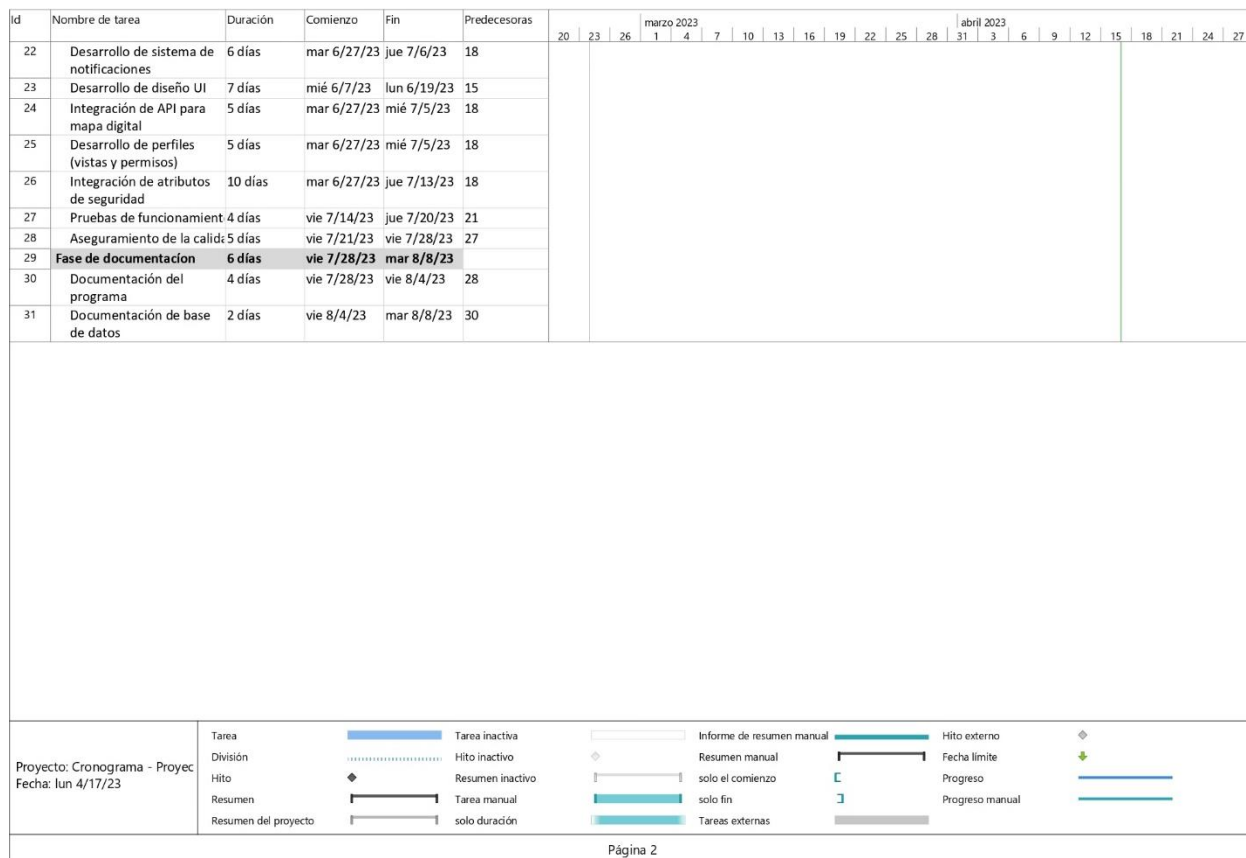 Id Nombre de tarea Duración Comienzo Fin Predecesoras
marzo 2023 abril 2023
20 23 26 1 4 7 10 13 16 19 22 25 28 31 3 6 9 12 15 18 21 24 27
22 Desarrollo de sistema de 6 días mar 6/27/23 jue 7/6/23 18
notificaciones
23 Desarrollo de diseño UI 7 días mié 6/7/23 lun 6/19/23 15
24 Integración de API para 5 días mar 6/27/23 mié 7/5/23 18
mapa digital
25 Desarrollo de perfiles 5 días mar 6/27/23 mié 7/5/23 18
(vistas y permisos)
26 Integración de atributos 10 días mar 6/27/23 jue 7/13/23 18
de seguridad
27 Pruebas de funcionamient 4 días vie 7/14/23 jue 7/20/23 21
28 Aseguramiento de la calida 5 días vie 7/21/23 vie 7/28/23 27
29 Fase de documentacíon 6 días vie 7/28/23 mar 8/8/23
30 Documentación del 4 días vie 7/28/23 vie 8/4/23 28
programa
31 Documentación de base 2 días vie 8/4/23 mar 8/8/23 30
de datos
Proyecto: Cronograma - Proyec
Fecha: lun 4/17/23
Tarea
División
Hito
Resumen
Resumen del proyecto
Tarea inactiva
Hito inactivo
Resumen inactivo
Tarea manual
solo duración
Informe de resumen manual
Resumen manual
solo el comienzo
solo fin
Tareas externas
Hito externo
Fecha límite
Progreso
Progreso manual
Página 2